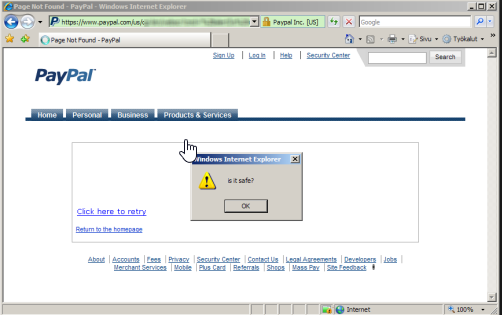 Page Not Found - PayPal - Windows Internet Explorer
https://www.paypal.com/us/c
Paypal Inc. [US]
Google
Page Not Found - PayPal
Sivu
Työkalut
»
Sign Up | Log In | Help | Security Center
Search
PayPal
Home Personal Business Products & Services
Windows Internet Explorer
is it safe?
OK
Click here to retry
Return to the homepage
About | Accounts | Fees | Privacy | Security Center | Contact Us | Legal Agreements | Developers | Jobs |
Merchant Services | Mobile | Plus Card | Referrals | Shops | Mass Pay | Site Feedback
Internet
100%